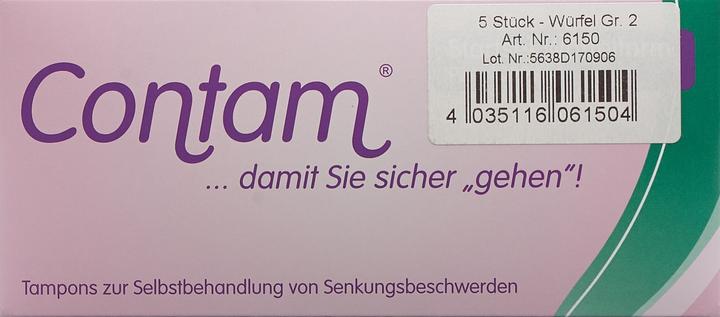 5 Stück - Würfel Gr. 2
Art. Nr.: 6150
Lot. Nr.:5638D170906
4 035116 061504
Contam®
... damit Sie sicher „gehen“!
Tampons zur Selbstbehandlung von Senkungsbeschwerden